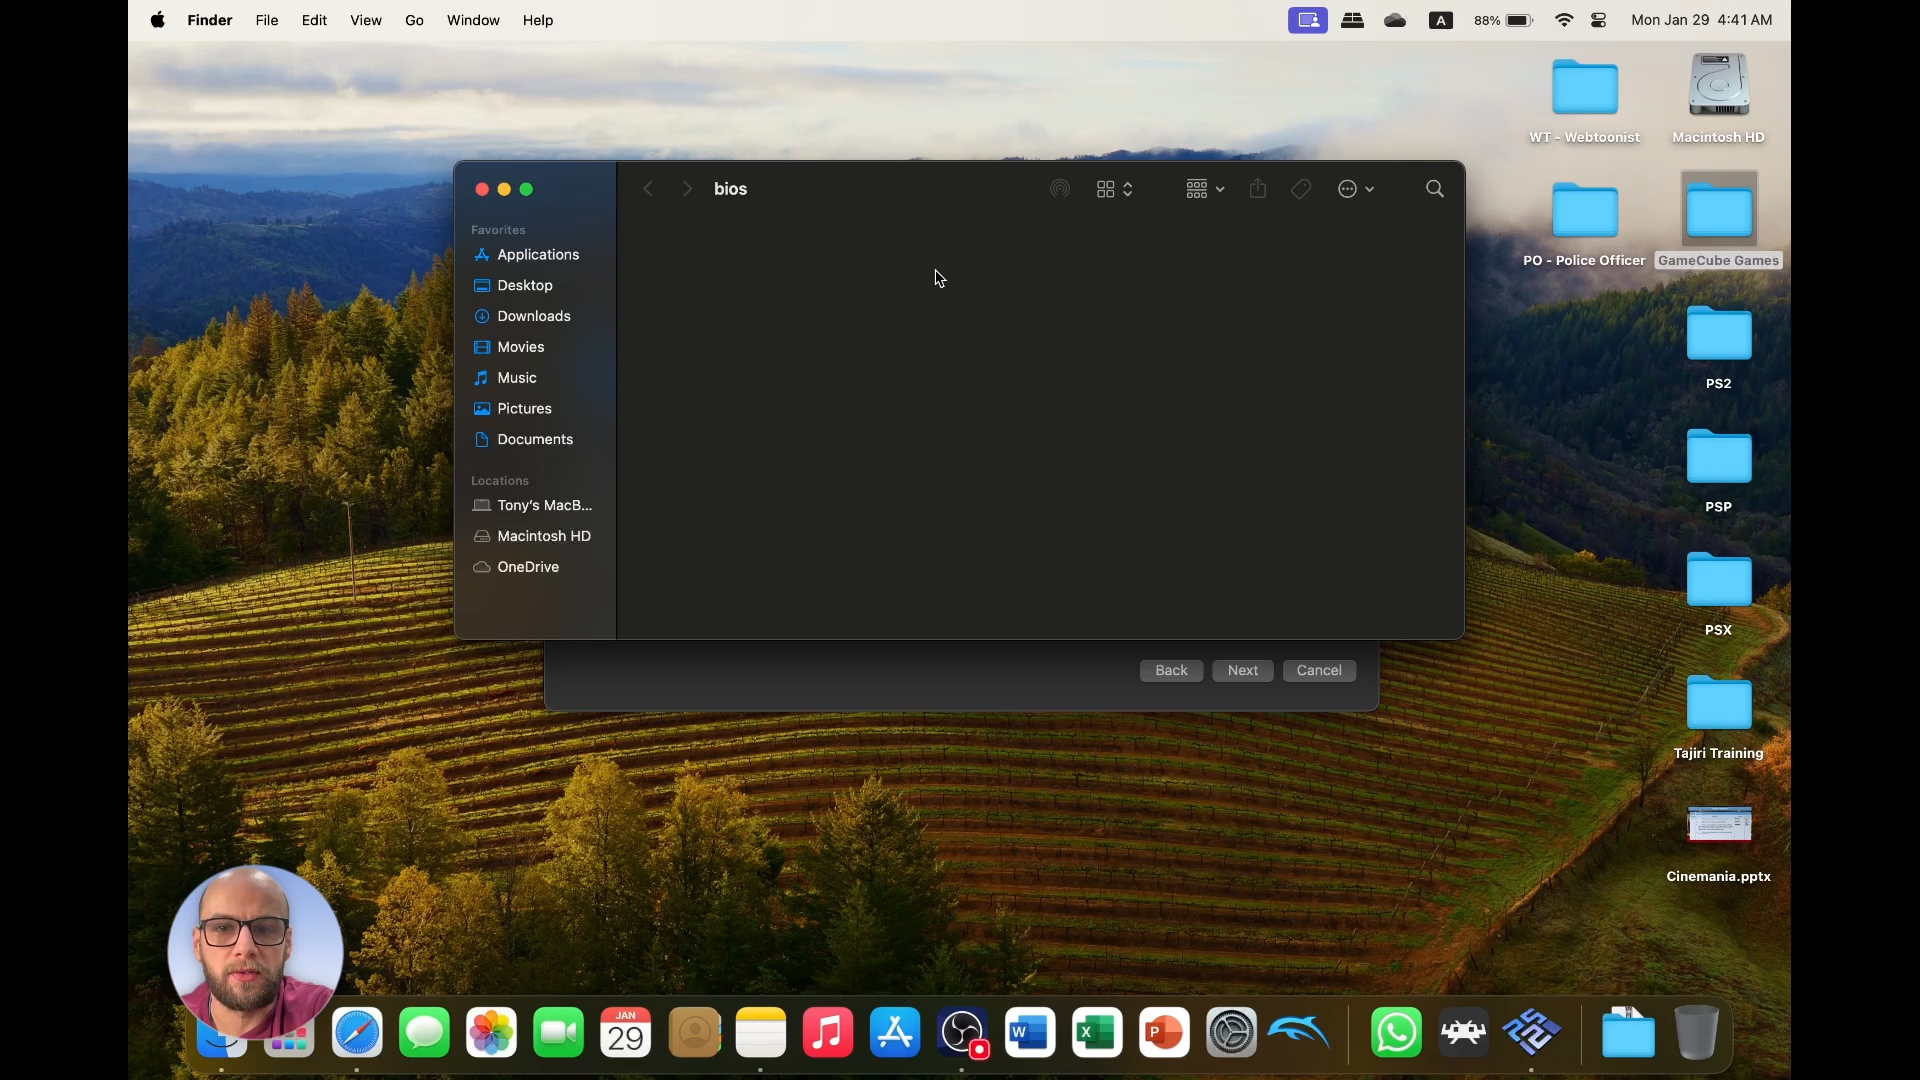 Finder File Edit View Go Window Help
A 88% Mon Jan 29 4:41 AM
WT - Webtoonist
Macintosh HD
PO - Police Officer
GameCube Games
PS2
PSP
PSX
Tajiri Training
Cinemania.pptx
bios
Favorites
Applications
Desktop
Downloads
Movies
Music
Pictures
Documents
Locations
Tony's MacB...
Macintosh HD
OneDrive
Back Next Cancel
JAN
29
W
X
P